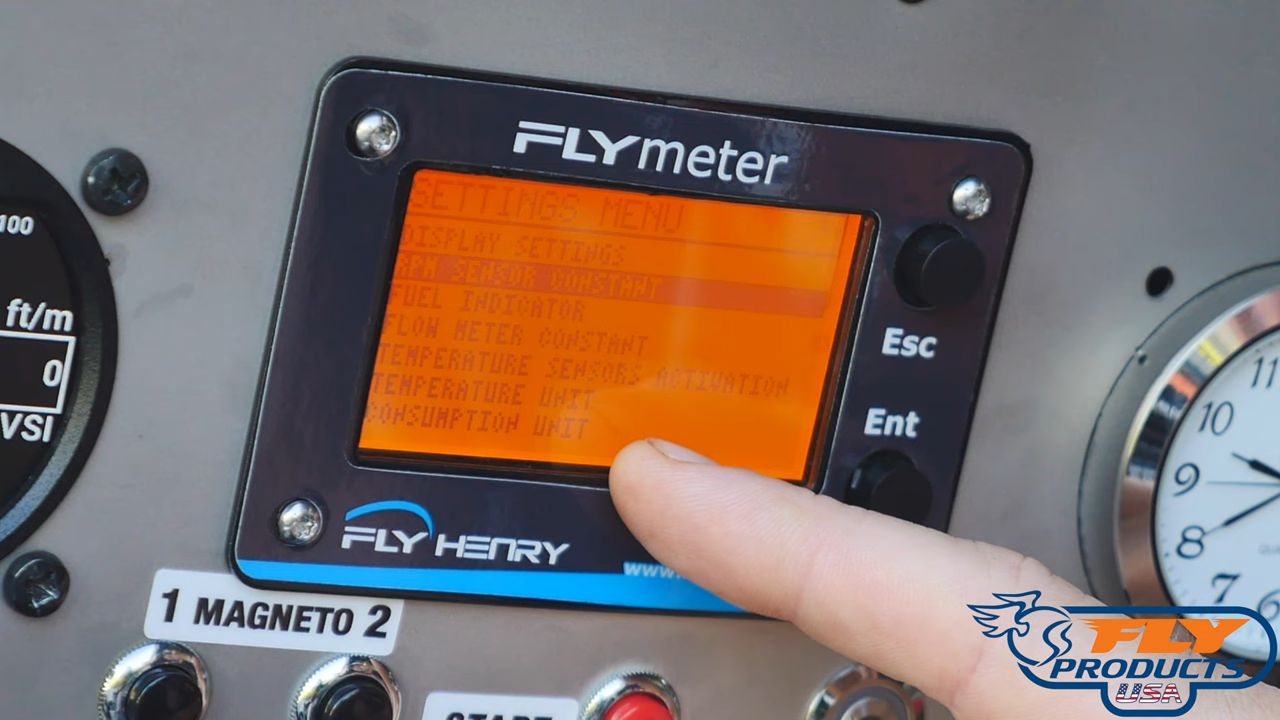 FLYmeter
SETTINGS MENU
DISPLAY SETTINGS
RPM SENSOR CONSTANT
FUEL INDICATOR
FLOW METER CONSTANT
TEMPERATURE SENSORS ACTIVATION
TEMPERATURE UNIT
CONSUMPTION UNIT
Esc
Ent
FLY HENRY
www.
100
ft/m
0
VSI
1 MAGNETO 2
11
10
9
8
7
6
FLY
PRODUCTS
USA